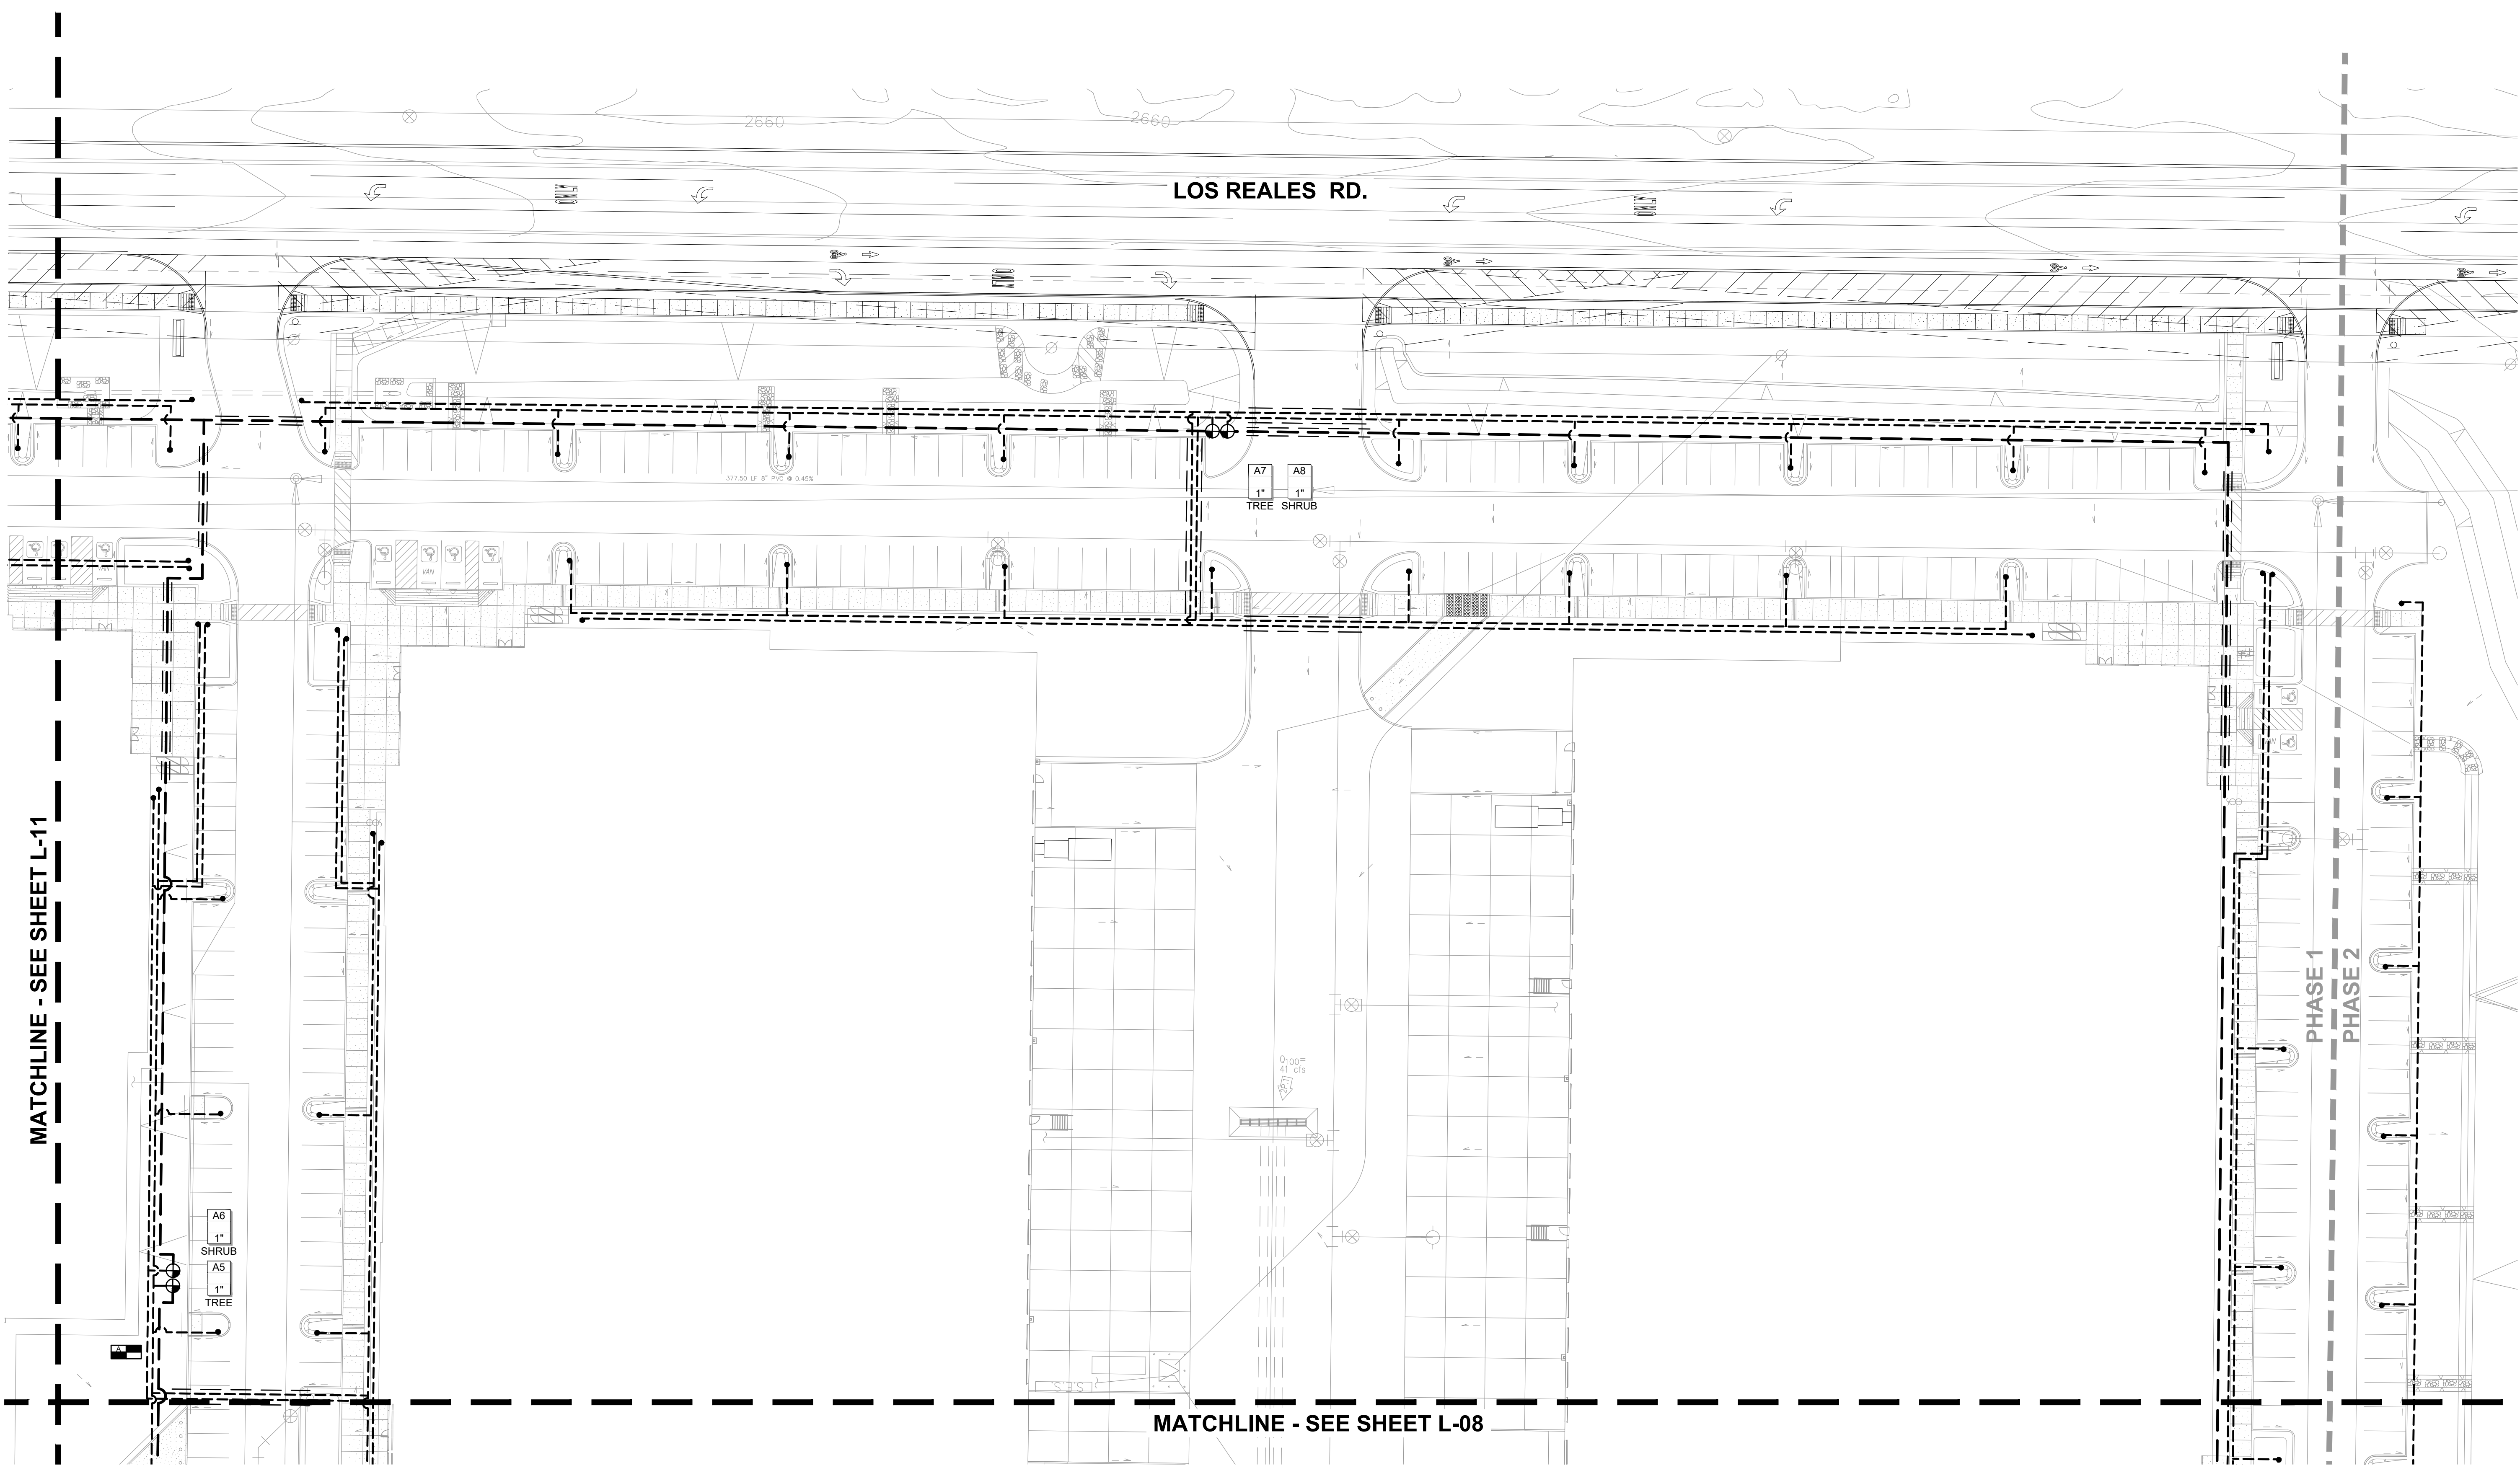 2660
2660
LOS REALES RD.
ONLY
ONLY
ONLY
377.50 LF 8" PVC @ 0.45%
A7
1"
TREE
A8
1"
SHRUB
VAN
VAN
VAN
MATCHLINE - SEE SHEET L-11
PHASE 1
PHASE 2
Q100=
41 cfs
A6
1"
SHRUB
A5
1"
TREE
A
S.E.S.
MATCHLINE - SEE SHEET L-08